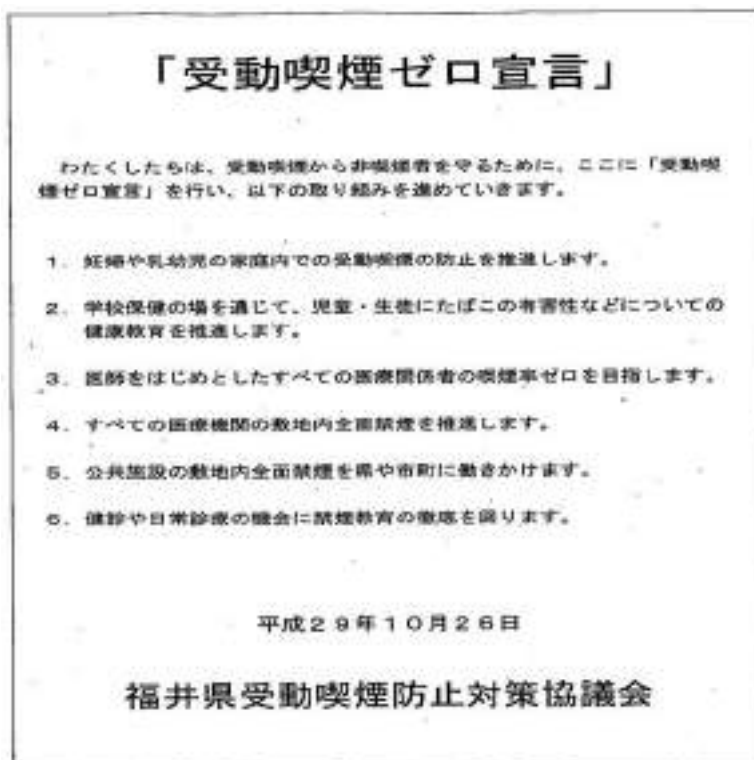 「受動喫煙ゼロ宣言」
わたくしたちは、受動喫煙から非喫煙者を守るために、ここに「受動喫
煙ゼロ宣言」を行い、以下の取り組みを進めていきます。
1．妊婦や乳幼児の家庭内での受動喫煙の防止を推進します。
2．学校保健の場を通じて、児童・生徒にたばこの有害性などについての
健康教育を推進します。
3．医師をはじめとしたすべての医療関係者の喫煙率ゼロを目指します。
4．すべての医療機関の敷地内全面禁煙を推進します。
5．公共施設の敷地内全面禁煙を県や市町に働きかけます。
6．健診や日常診療の機会に禁煙教育の徹底を図ります。
平成２９年１０月２６日
福井県受動喫煙防止対策協議会